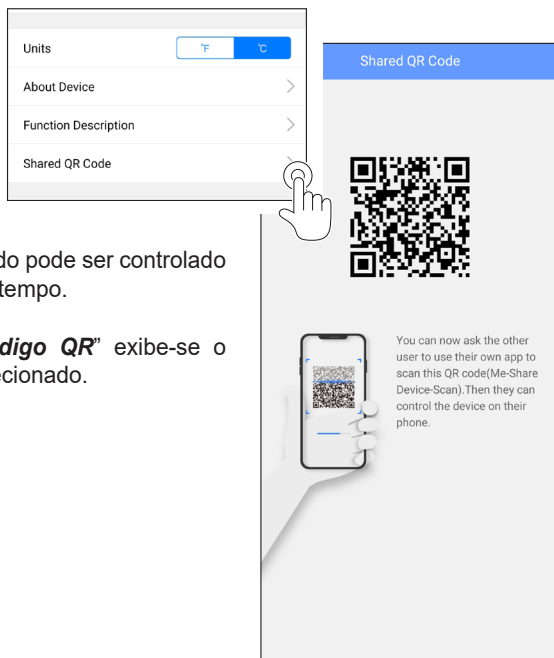 Units
°F
°C
About Device
Function Description
Shared QR Code
do pode ser controlado
tempo.
digo QR” exibe-se o
ecionado.
Shared QR Code
You can now ask the other
user to use their own app to
scan this QR code(Me-Share
Device-Scan).Then they can
control the device on their
phone.